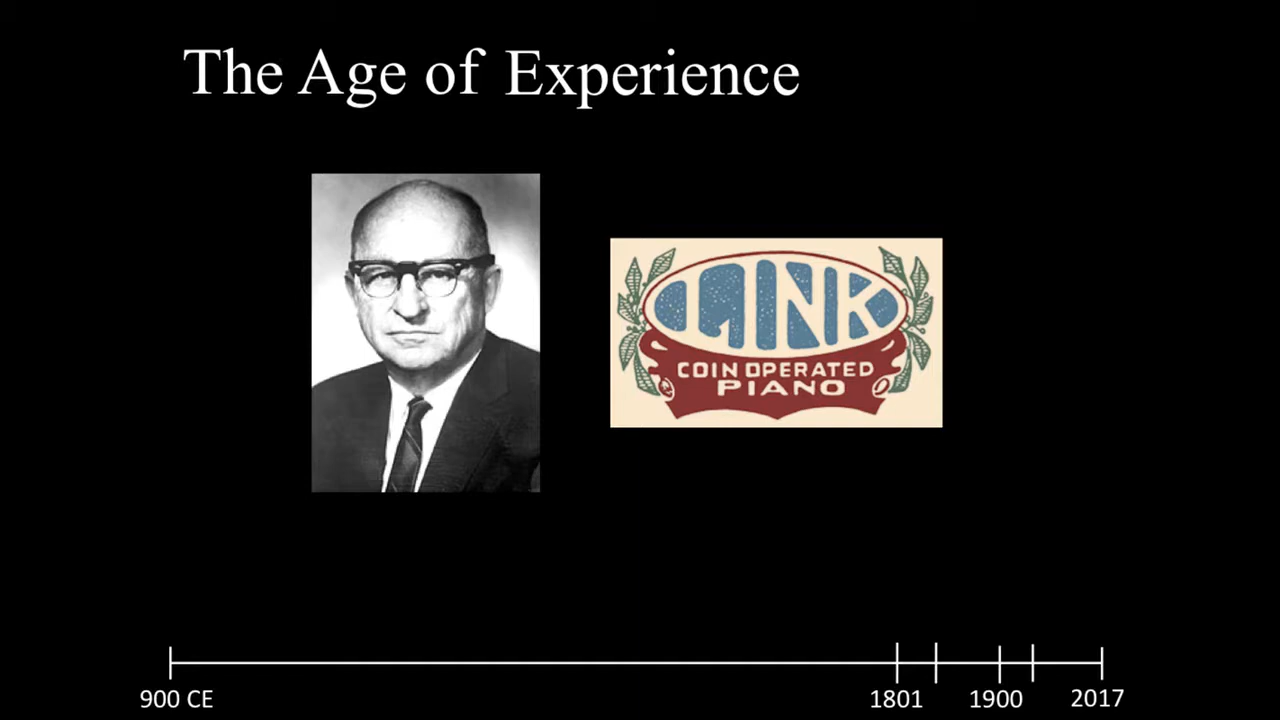 The Age of Experience
LINK
COIN OPERATED
PIANO
900 CE
1801
1900
2017